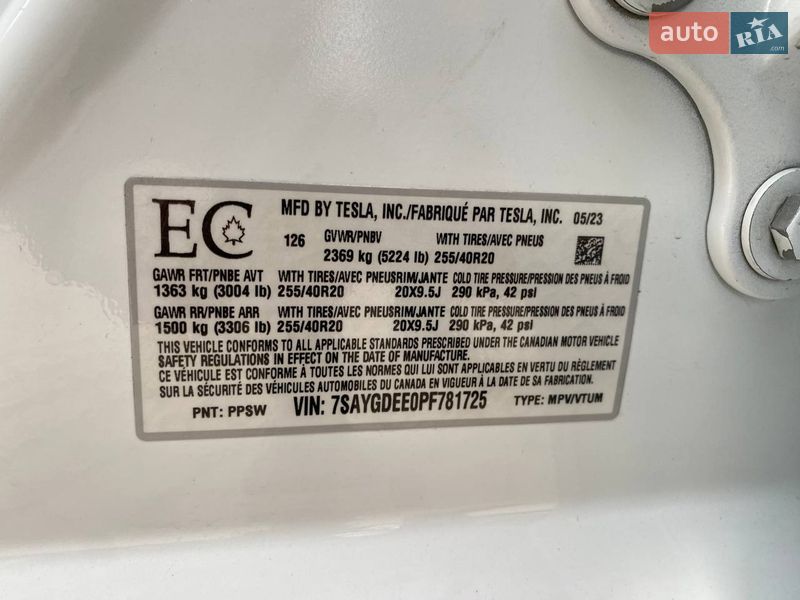 auto RIA.com
EC
MFD BY TESLA, INC./FABRIQUÉ PAR TESLA, INC. 05/23
126 GVWR/PNBV WITH TIRES/AVEC PNEUS
2369 kg (5224 lb) 255/40R20
GAWR FRT/PNBE AVT WITH TIRES/AVEC PNEUS RIM/JANTE COLD TIRE PRESSURE/PRESSION DES PNEUS À FROID
1363 kg (3004 lb) 255/40R20 20X9.5J 290 kPa, 42 psi
GAWR RR/PNBE ARR WITH TIRES/AVEC PNEUS RIM/JANTE COLD TIRE PRESSURE/PRESSION DES PNEUS À FROID
1500 kg (3306 lb) 255/40R20 20X9.5J 290 kPa, 42 psi
THIS VEHICLE CONFORMS TO ALL APPLICABLE STANDARDS PRESCRIBED UNDER THE CANADIAN MOTOR VEHICLE
SAFETY REGULATIONS IN EFFECT ON THE DATE OF MANUFACTURE.
CE VÉHICULE EST CONFORME À TOUTES LES NORMES QUI LUI SONT APPLICABLES EN VERTU DU RÈGLEMENT
SUR LA SÉCURITÉ DES VÉHICULES AUTOMOBILES DU CANADA EN VIGUEUR À LA DATE DE SA FABRICATION.
PNT: PPSW VIN: 7SAYGDEE0PF781725 TYPE: MPV/VTUM